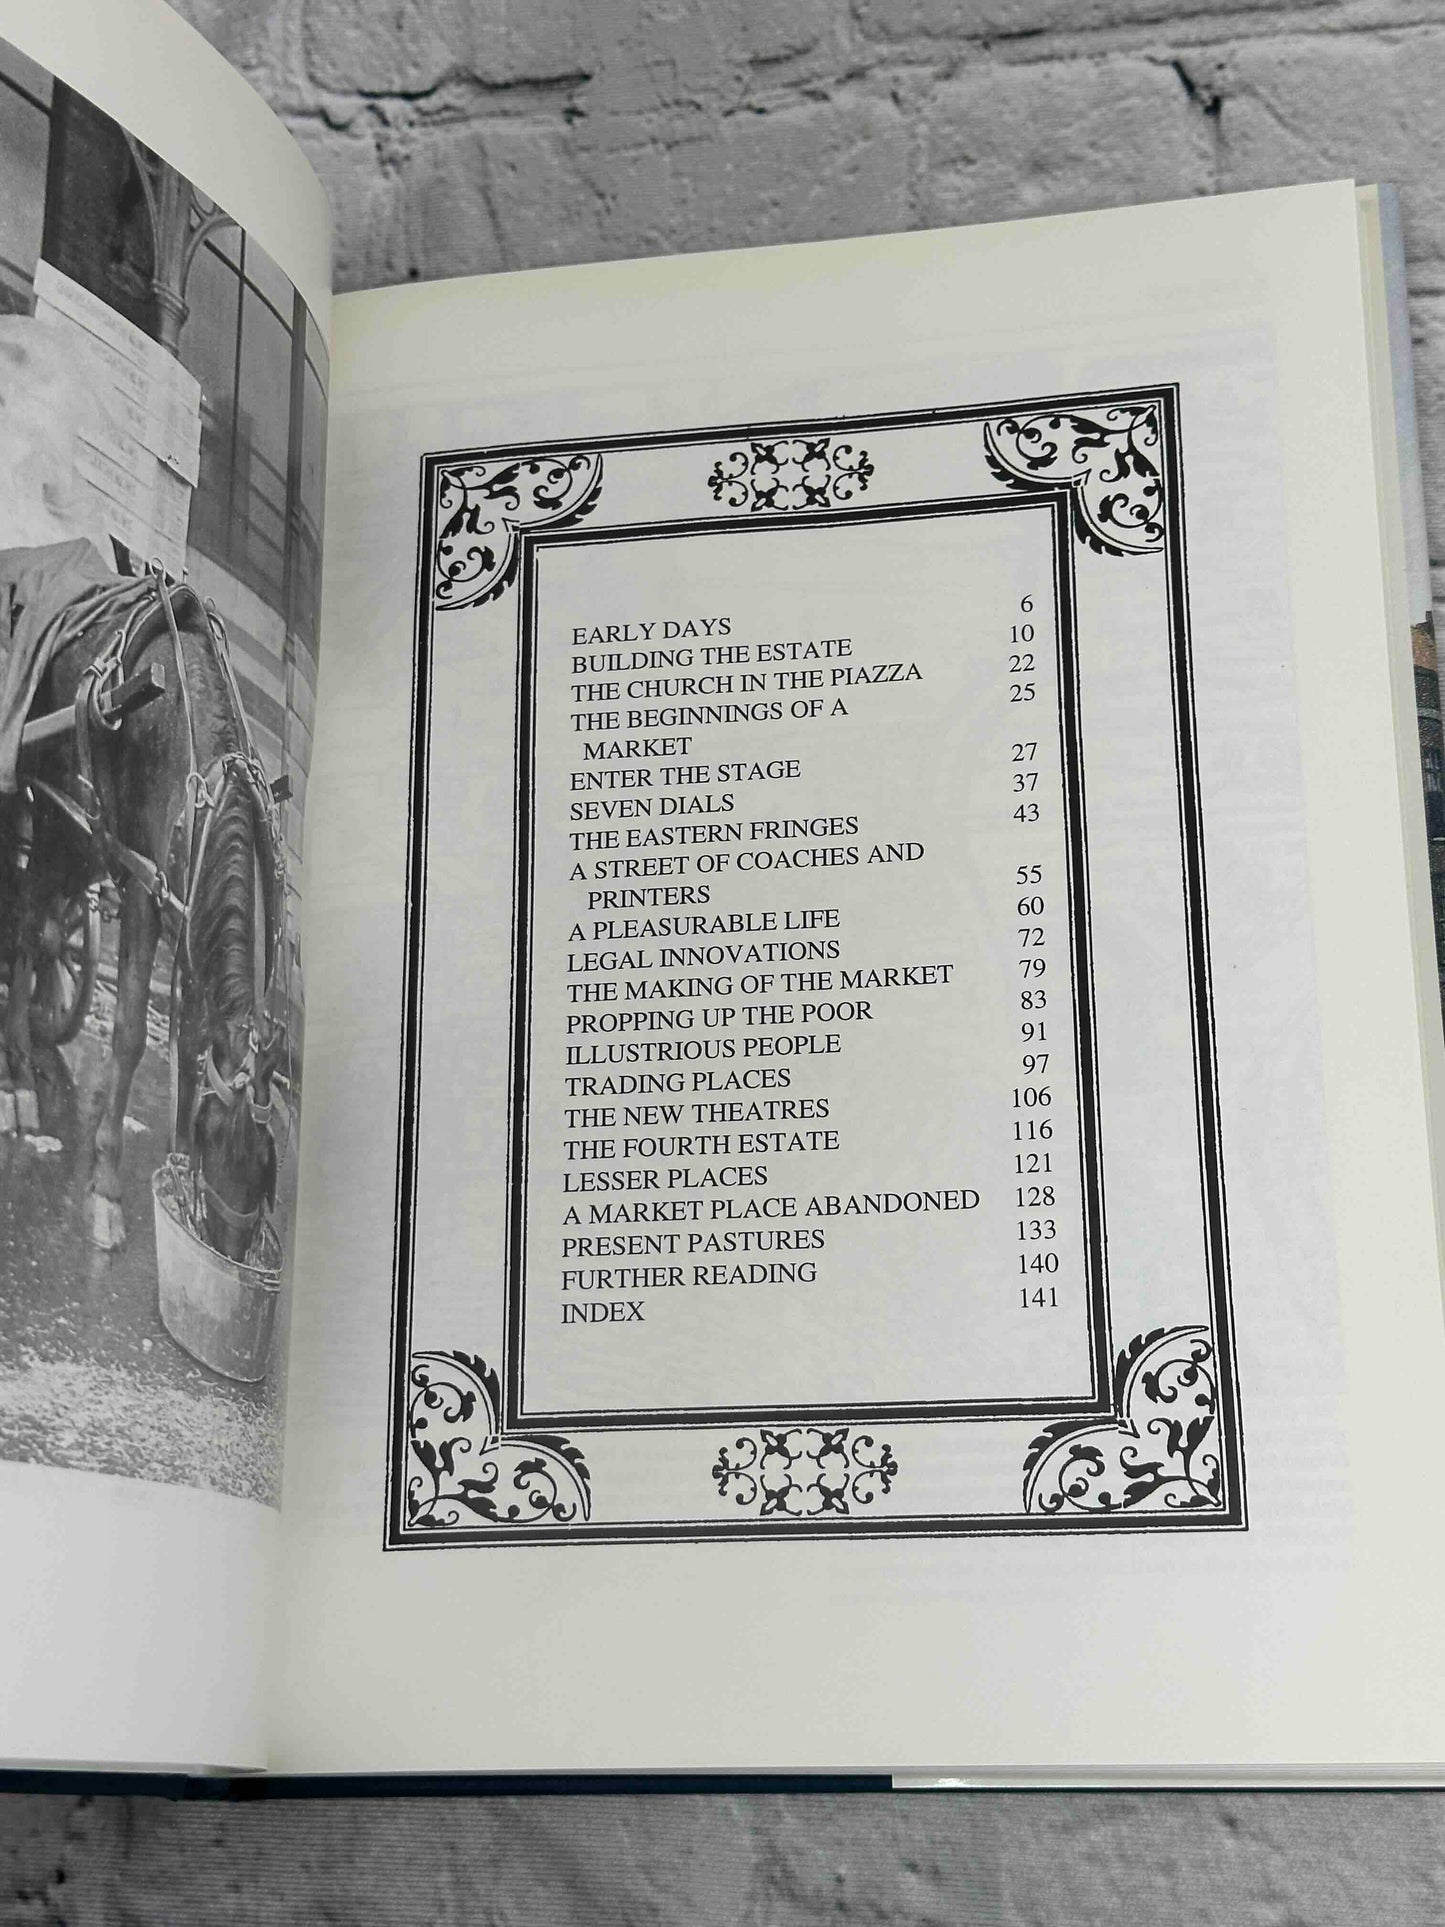 EARLY DAYS 6
BUILDING THE ESTATE 10
THE CHURCH IN THE PIAZZA 22
THE BEGINNINGS OF A 25
MARKET
ENTER THE STAGE 27
SEVEN DIALS 37
THE EASTERN FRINGES 43
A STREET OF COACHES AND
PRINTERS 55
A PLEASURABLE LIFE 60
LEGAL INNOVATIONS 72
THE MAKING OF THE MARKET 79
PROPPING UP THE POOR 83
ILLUSTRIOUS PEOPLE 91
TRADING PLACES 97
THE NEW THEATRES 106
THE FOURTH ESTATE 116
LESSER PLACES 121
A MARKET PLACE ABANDONED 128
PRESENT PASTURES 133
FURTHER READING 140
INDEX 141